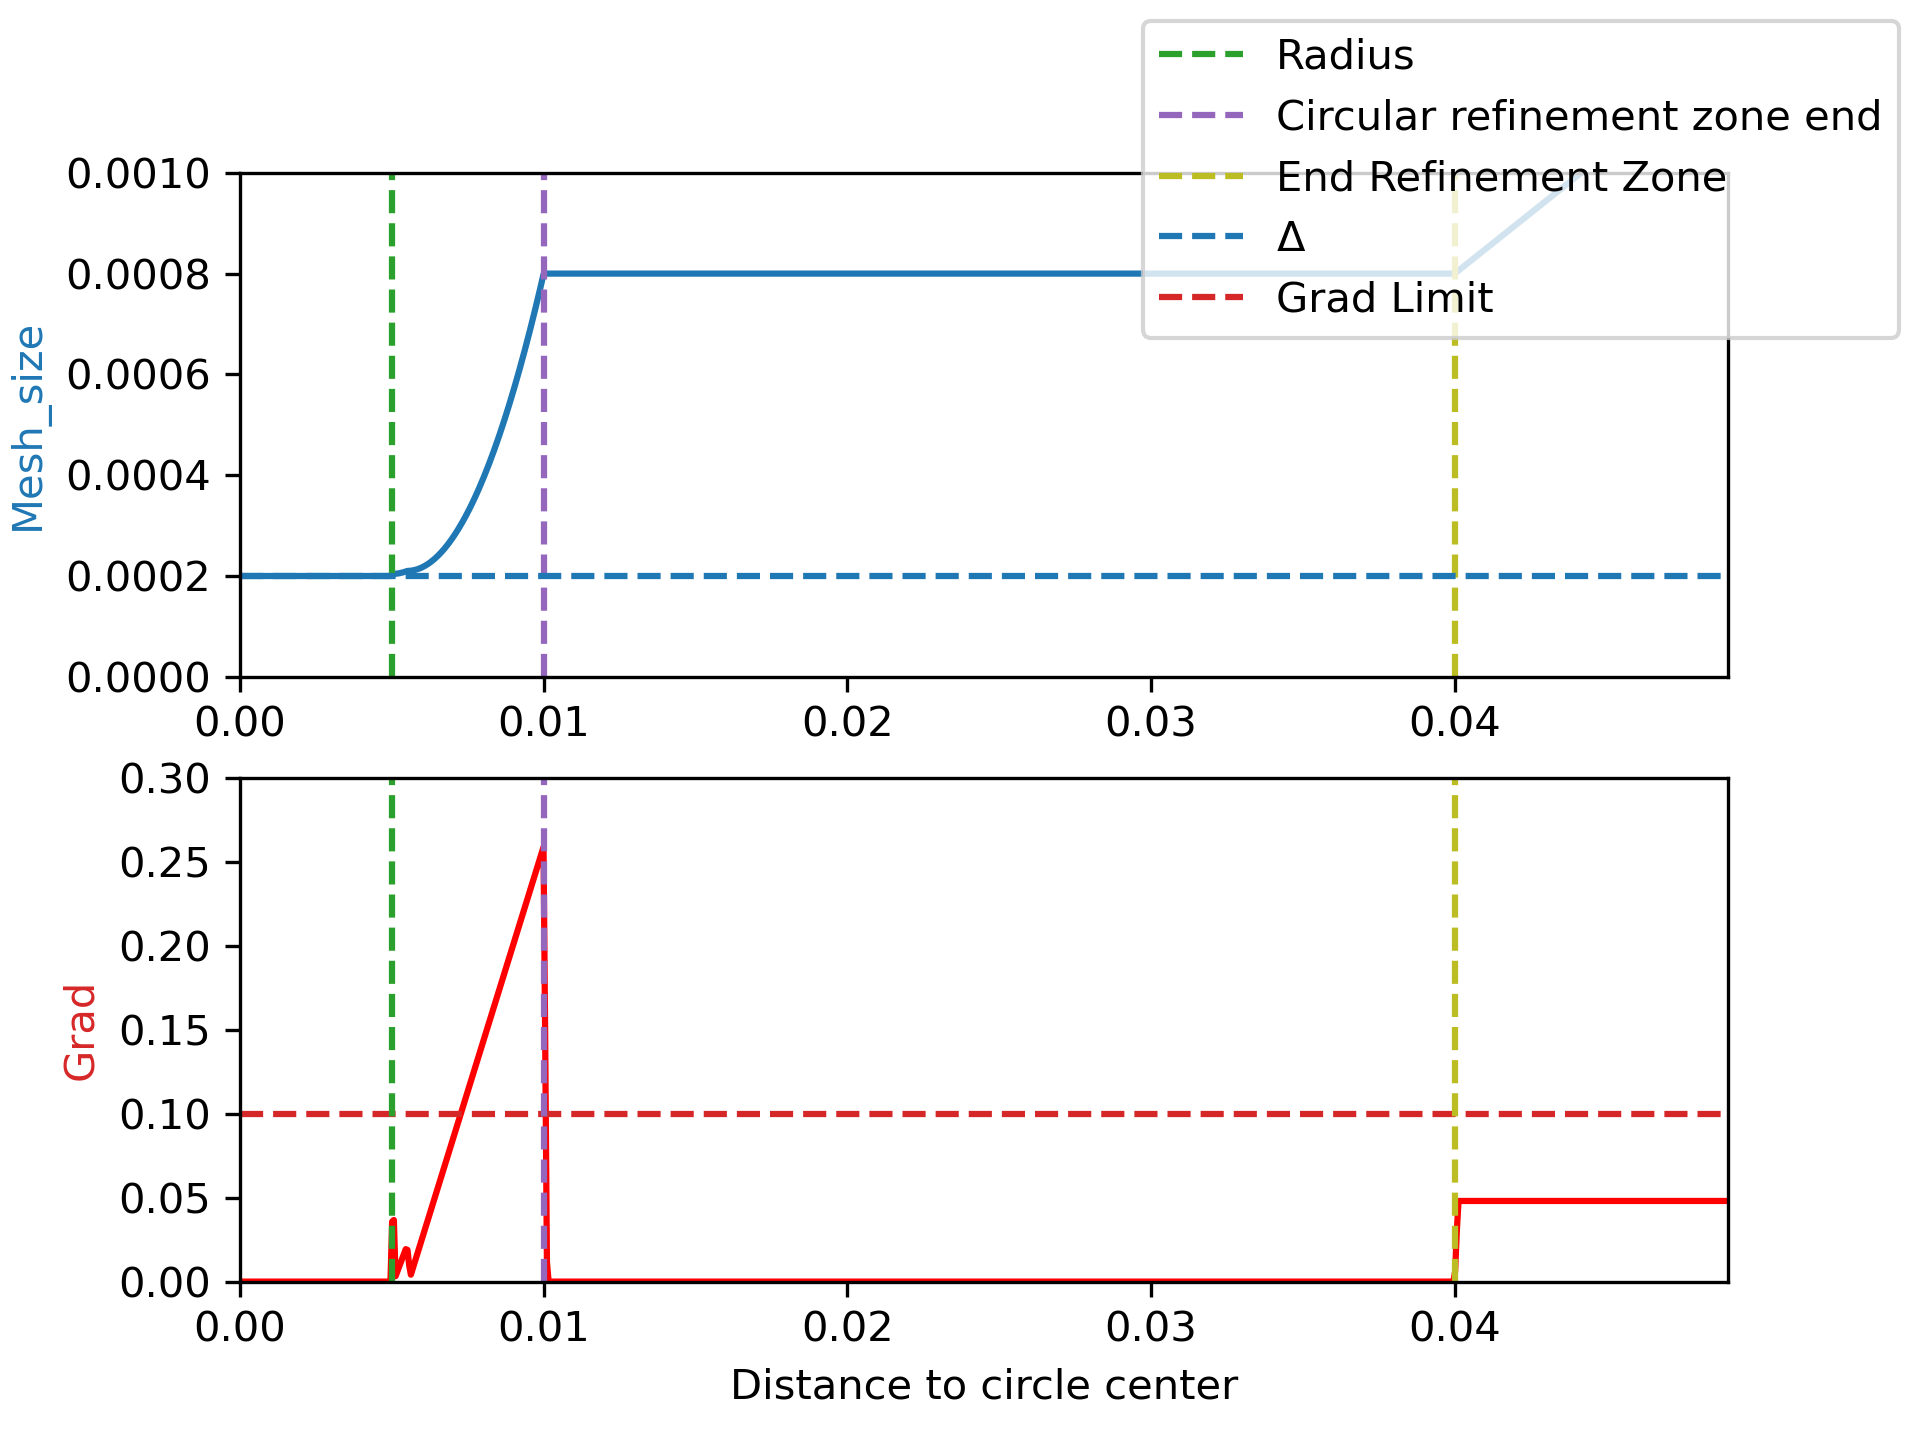 Radius
Circular refinement zone end
End Refinement Zone
Δ
Grad Limit
0.0010
0.0008
0.0006
0.0004
0.0002
0.0000
Mesh_size
0.00 0.01 0.02 0.03 0.04
0.30
0.25
0.20
0.15
0.10
0.05
0.00
Grad
0.00 0.01 0.02 0.03 0.04
Distance to circle center